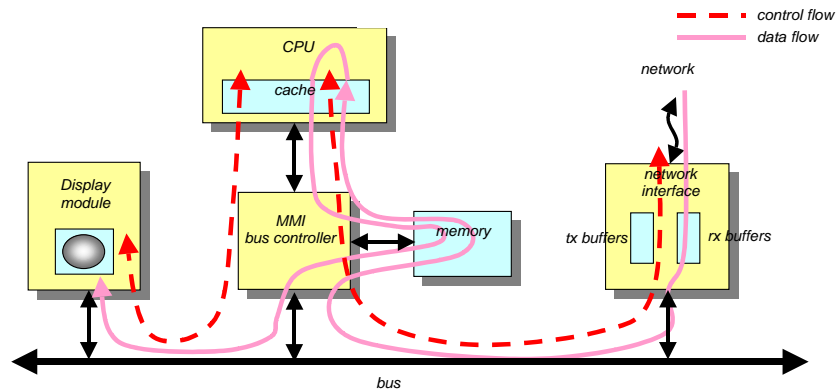 control flow
data flow
CPU
cache
network
Display
module
MMI
bus controller
memory
network
interface
tx buffers
rx buffers
bus